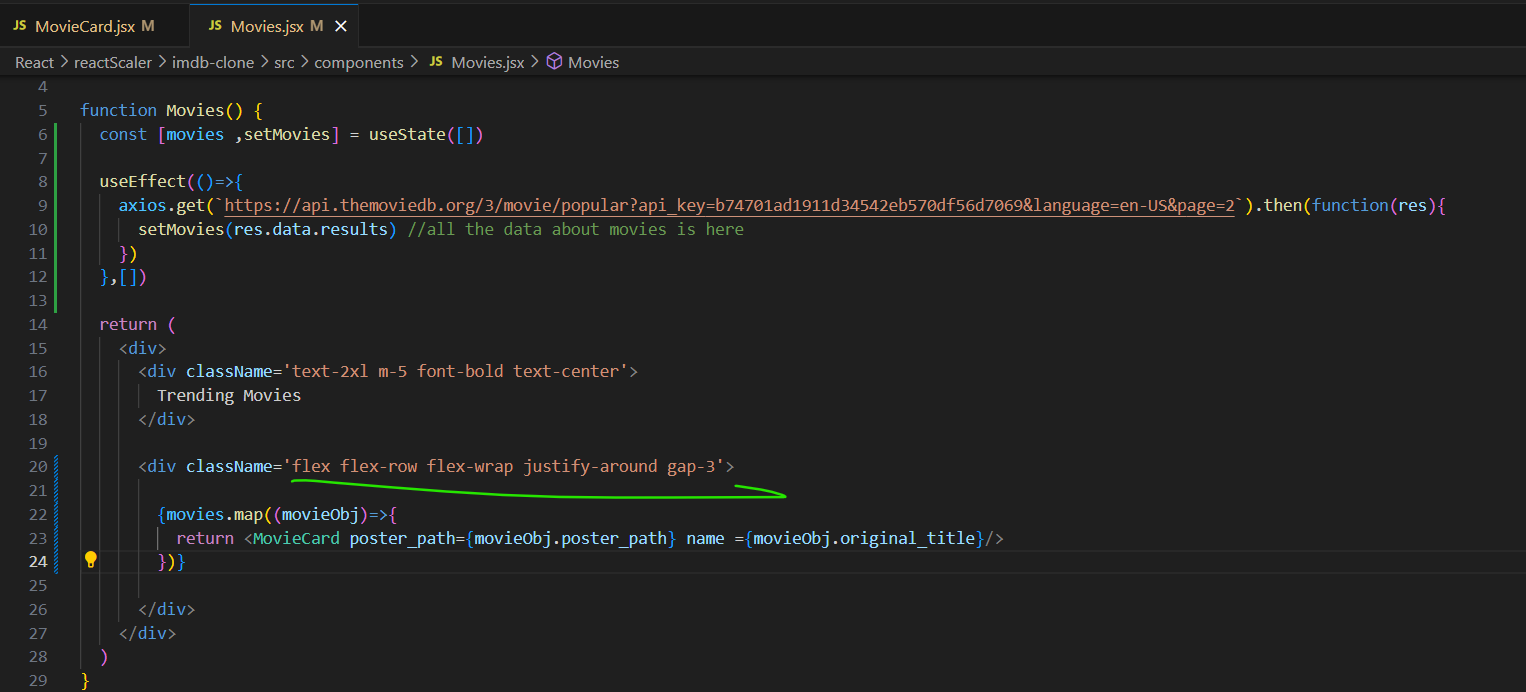 JS MovieCard.jsx M JS Movies.jsx M ×
React > reactScaler > imdb-clone > src > components > JS Movies.jsx > Movies
4
5 function Movies() {
6 const [movies ,setMovies] = useState([])
7
8 useEffect(()=>{
9 axios.get(`https://api.themoviedb.org/3/movie/popular?api_key=b74701ad1911d34542eb570df56d7069&language=en-US&page=2`).then(function(res){
10 setMovies(res.data.results) //all the data about movies is here
11 })
12 },[])
13
14 return (
15 <div>
16 <div className='text-2xl m-5 font-bold text-center'>
17 Trending Movies
18 </div>
19
20 <div className='flex flex-row flex-wrap justify-around gap-3'>
21
22 {movies.map((movieObj)=>{
23 return <MovieCard poster_path={movieObj.poster_path} name ={movieObj.original_title}/>
24 })}
25
26 </div>
27 </div>
28 )
29 }